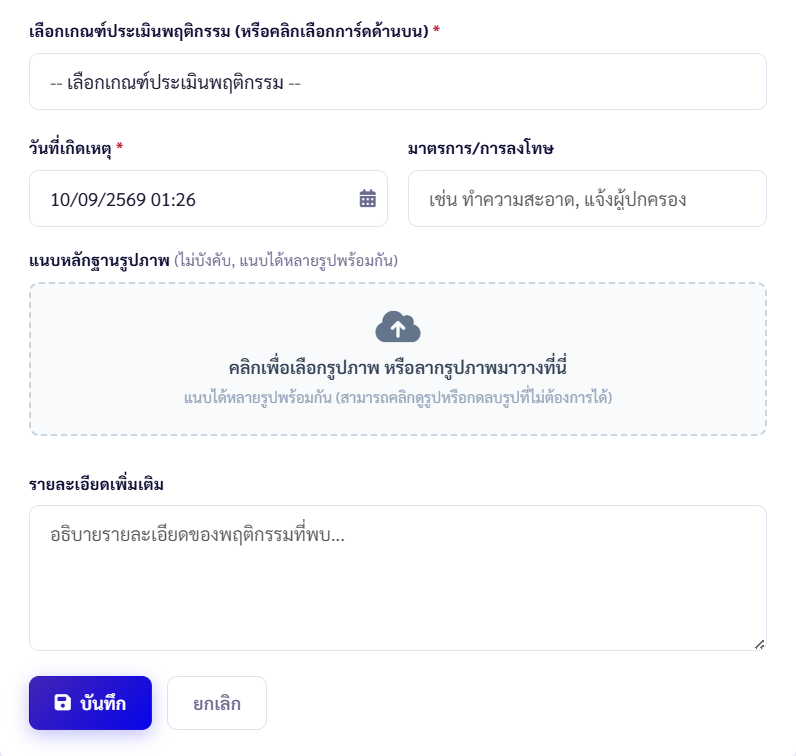 เลือกเกณฑ์ประเมินพฤติกรรม (หรือคลิกเลือกการ์ดด้านบน) *
-- เลือกเกณฑ์ประเมินพฤติกรรม --
วันที่เกิดเหตุ *
มาตรการ/การลงโทษ
10/09/2569 01:26
เช่น ทำความสะอาด, แจ้งผู้ปกครอง
แนบหลักฐานรูปภาพ (ไม่บังคับ, แนบได้หลายรูปพร้อมกัน)
คลิกเพื่อเลือกรูปภาพ หรือลากรูปภาพมาวางที่นี่
แนบได้หลายรูปพร้อมกัน (สามารถคลิกดูรูปหรือกดลบรูปที่ไม่ต้องการได้)
รายละเอียดเพิ่มเติม
อธิบายรายละเอียดของพฤติกรรมที่พบ...
บันทึก
ยกเลิก